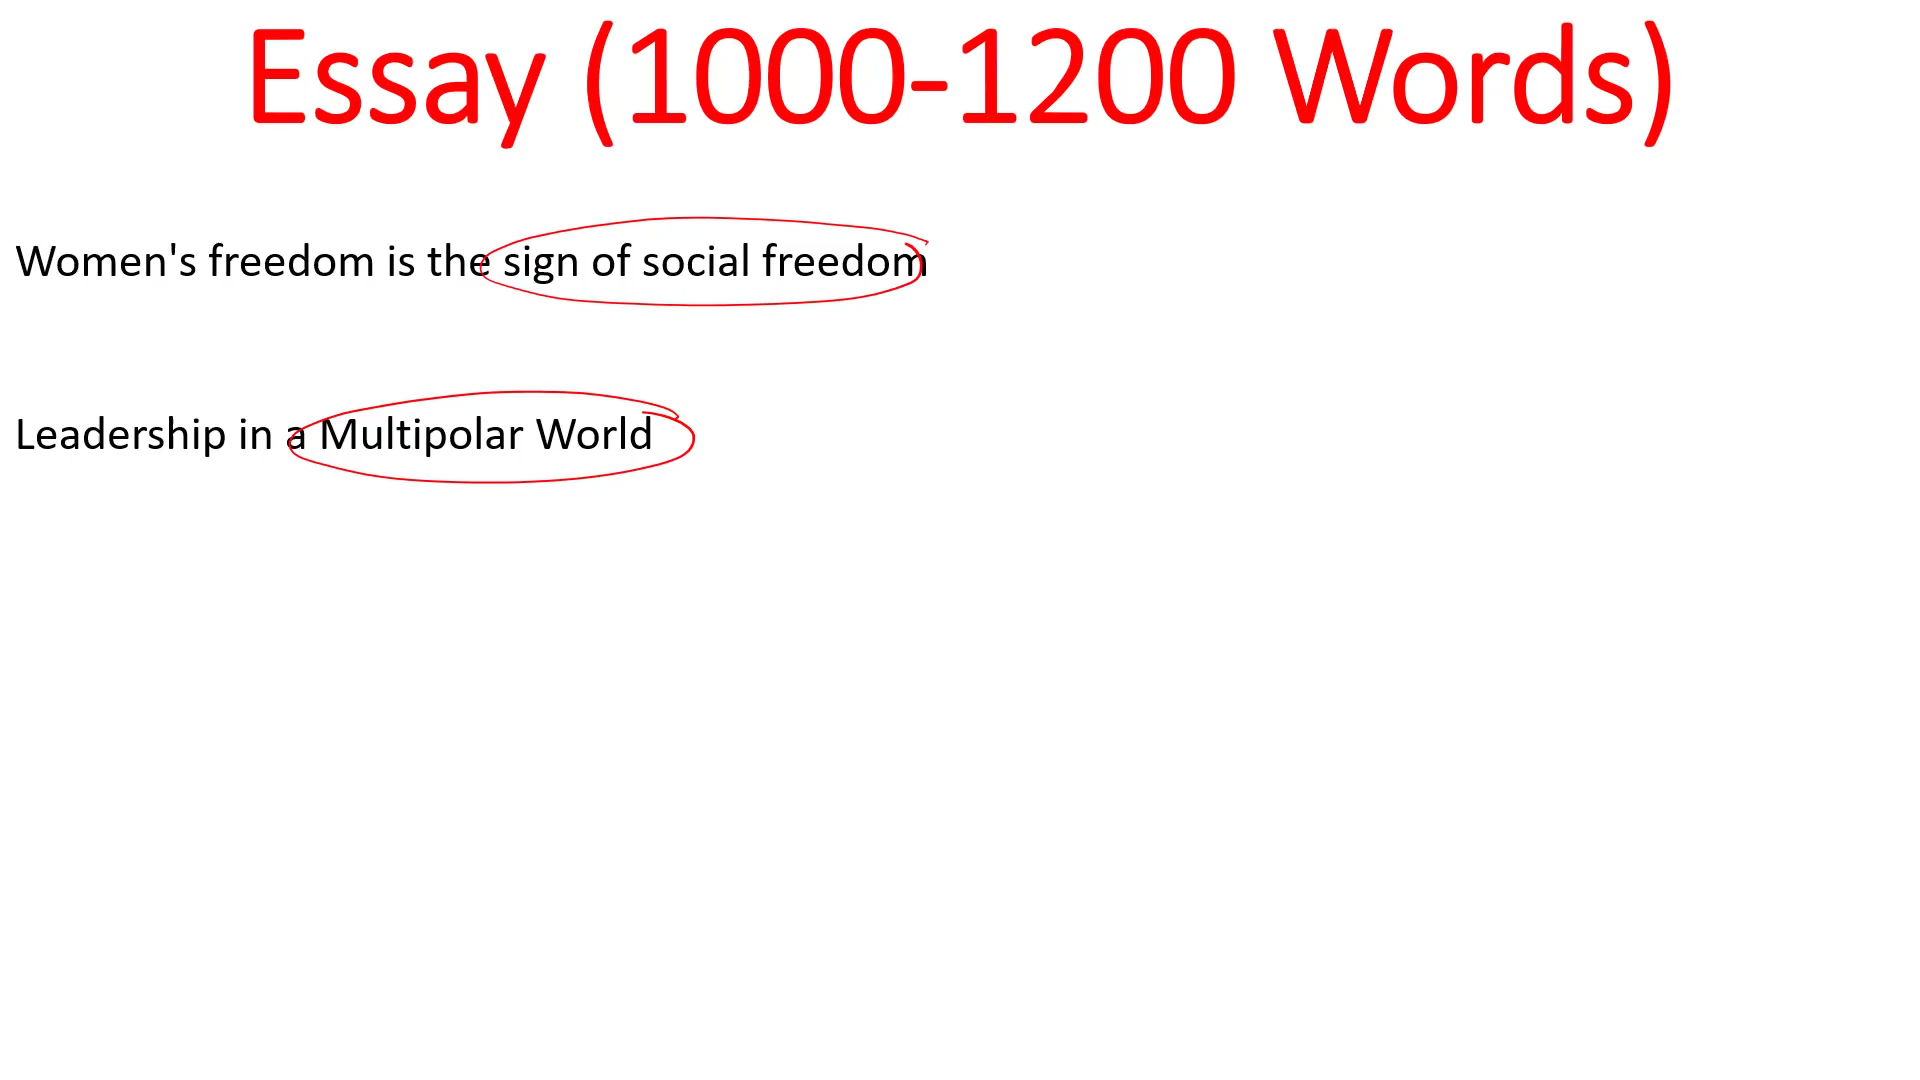 Essay (1000-1200 Words)
Women's freedom is the sign of social freedom
Leadership in a Multipolar World